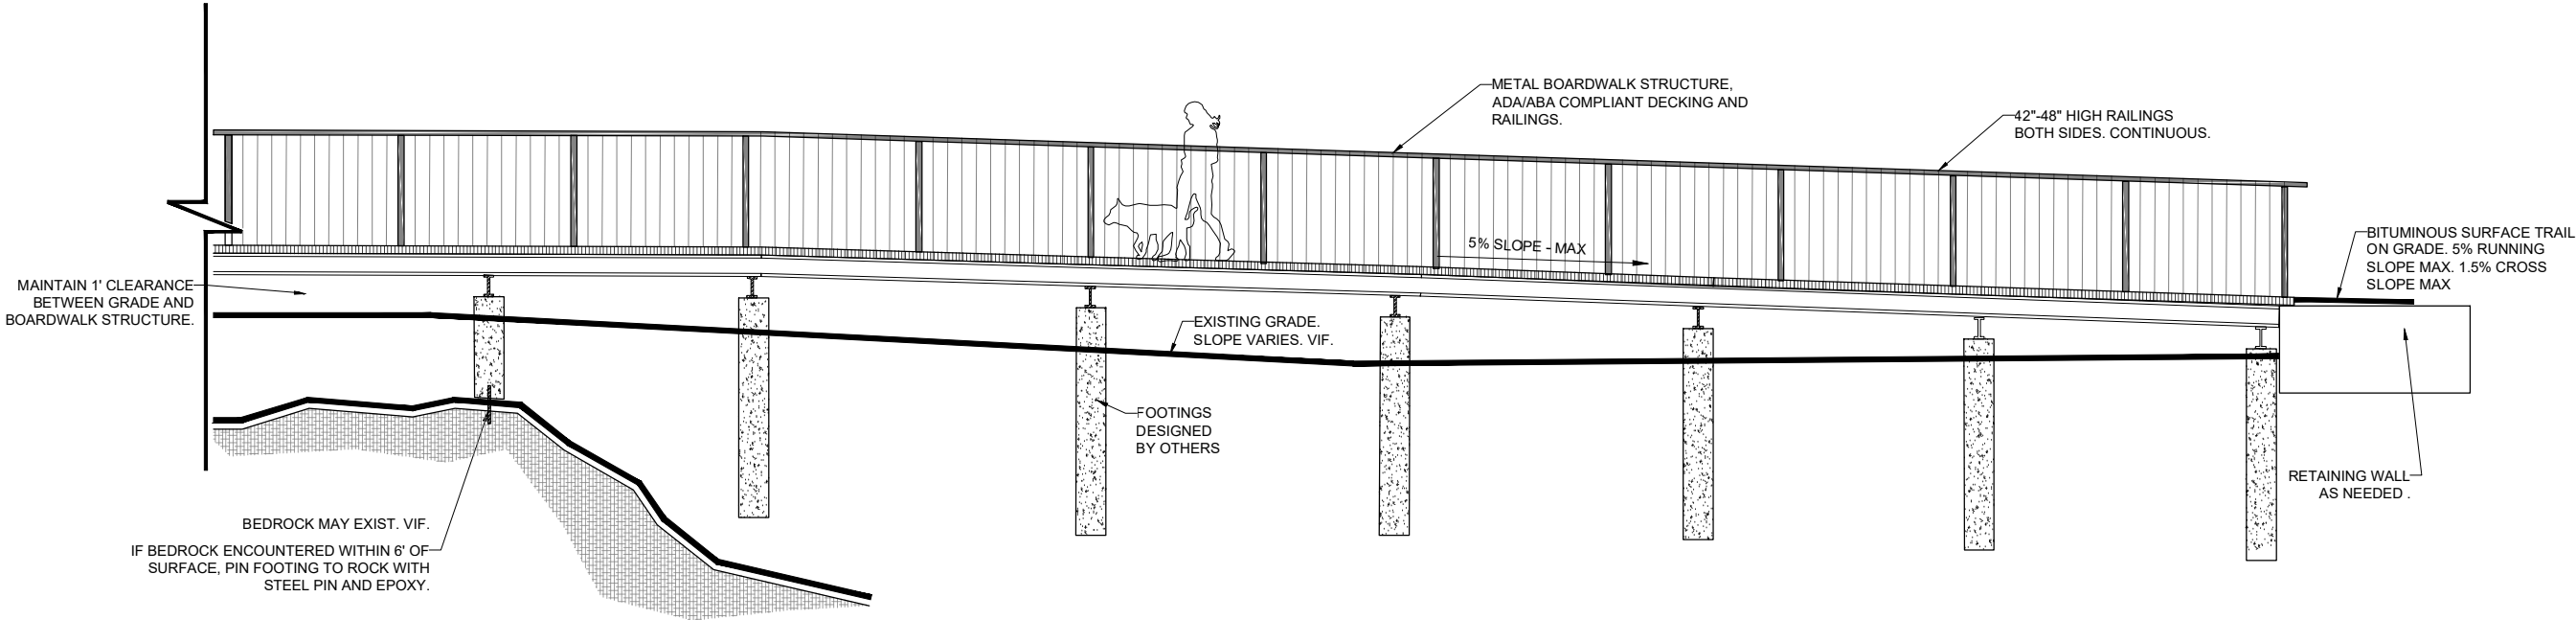 METAL BOARDWALK STRUCTURE,
ADA/ABA COMPLIANT DECKING AND
RAILINGS.
42"-48" HIGH RAILINGS
BOTH SIDES. CONTINUOUS.
5% SLOPE - MAX
BITUMINOUS SURFACE TRAIL
ON GRADE. 5% RUNNING
SLOPE MAX. 1.5% CROSS
SLOPE MAX
MAINTAIN 1' CLEARANCE
BETWEEN GRADE AND
BOARDWALK STRUCTURE.
EXISTING GRADE.
SLOPE VARIES. VIF.
FOOTINGS
DESIGNED
BY OTHERS
RETAINING WALL
AS NEEDED .
BEDROCK MAY EXIST. VIF.
IF BEDROCK ENCOUNTERED WITHIN 6' OF
SURFACE, PIN FOOTING TO ROCK WITH
STEEL PIN AND EPOXY.